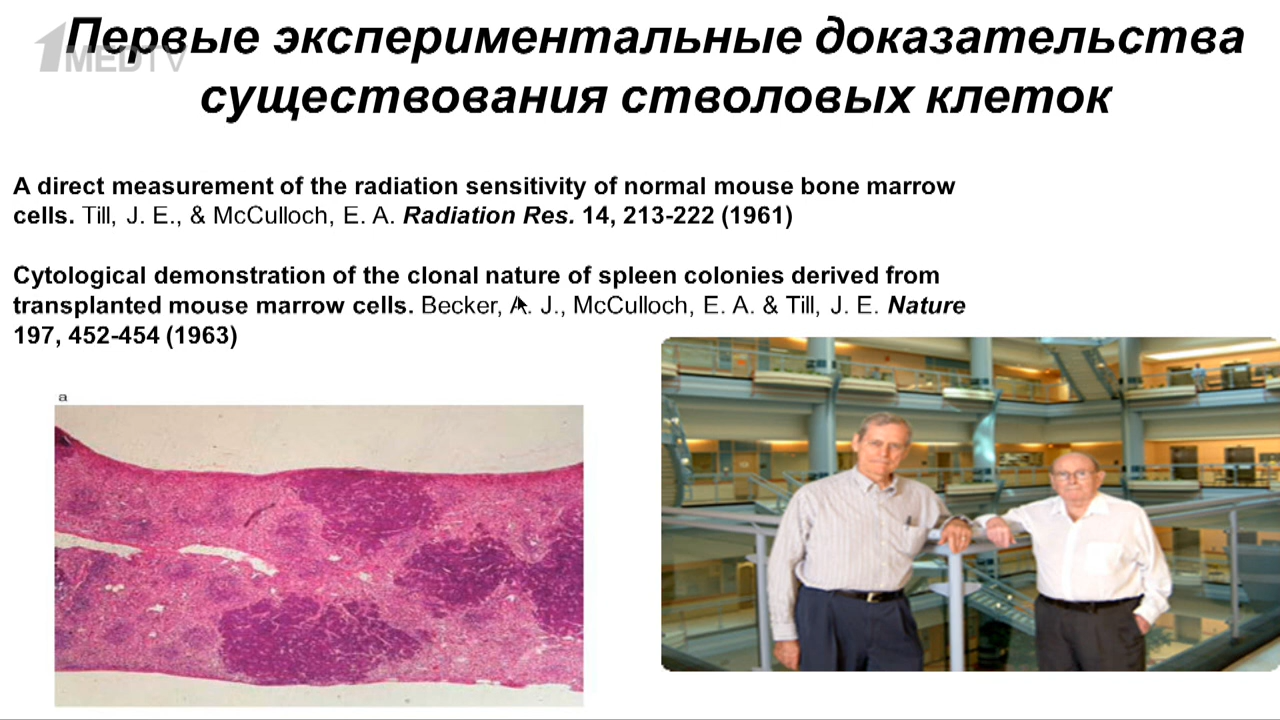 Первые экспериментальные доказательства
1MEDTV
существования стволовых клеток
A direct measurement of the radiation sensitivity of normal mouse bone marrow
cells. Till, J. E., & McCulloch, E. A. Radiation Res. 14, 213-222 (1961)
Cytological demonstration of the clonal nature of spleen colonies derived from
transplanted mouse marrow cells. Becker, A. J., McCulloch, E. A. & Till, J. E. Nature
197, 452-454 (1963)
a